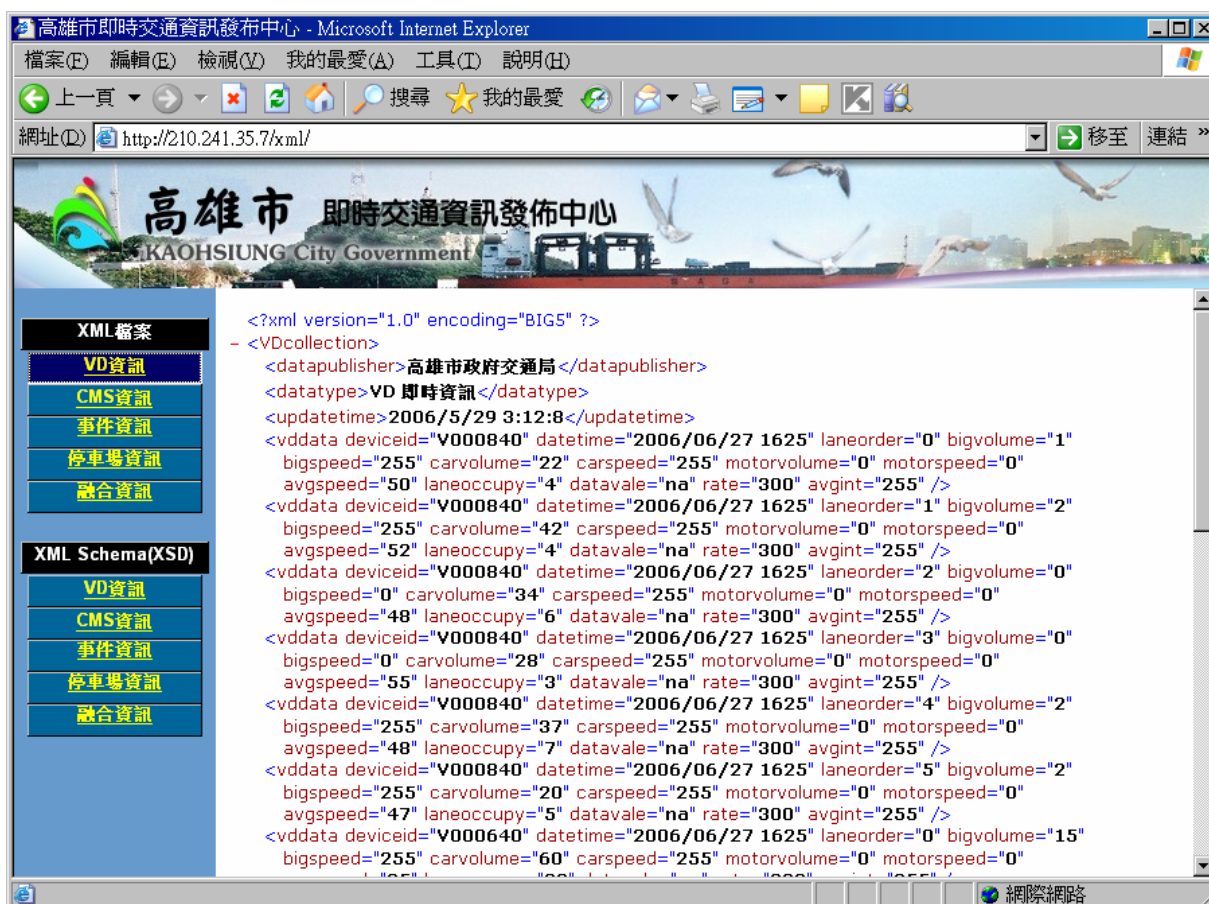 高雄市即時交通資訊發布中心 - Microsoft Internet Explorer
檔案(F) 編輯(E) 檢視(V) 我的最愛(A) 工具(T) 說明(H)
上一頁 搜尋 我的最愛
網址(D) http://210.241.35.7/xml/ 移至 連結 »
高雄市 即時交通資訊發佈中心
KAOHSIUNG City Government
XML檔案
VD資訊
CMS資訊
事件資訊
停車場資訊
融合資訊
XML Schema(XSD)
VD資訊
CMS資訊
事件資訊
停車場資訊
融合資訊
<?xml version="1.0" encoding="BIG5" ?>
- <VDcollection>
<datapublisher>高雄市政府交通局</datapublisher>
<datatype>VD 即時資訊</datatype>
<updatetime>2006/5/29 3:12:8</updatetime>
<vddata deviceid="V000840" datetime="2006/06/27 1625" laneorder="0" bigvolume="1"
bigspeed="255" carvolume="22" carspeed="255" motorvolume="0" motorspeed="0"
avgspeed="50" laneoccupy="4" datavale="na" rate="300" avgint="255" />
<vddata deviceid="V000840" datetime="2006/06/27 1625" laneorder="1" bigvolume="2"
bigspeed="255" carvolume="42" carspeed="255" motorvolume="0" motorspeed="0"
avgspeed="52" laneoccupy="4" datavale="na" rate="300" avgint="255" />
<vddata deviceid="V000840" datetime="2006/06/27 1625" laneorder="2" bigvolume="0"
bigspeed="0" carvolume="34" carspeed="255" motorvolume="0" motorspeed="0"
avgspeed="48" laneoccupy="6" datavale="na" rate="300" avgint="255" />
<vddata deviceid="V000840" datetime="2006/06/27 1625" laneorder="3" bigvolume="0"
bigspeed="0" carvolume="28" carspeed="255" motorvolume="0" motorspeed="0"
avgspeed="55" laneoccupy="3" datavale="na" rate="300" avgint="255" />
<vddata deviceid="V000840" datetime="2006/06/27 1625" laneorder="4" bigvolume="2"
bigspeed="255" carvolume="37" carspeed="255" motorvolume="0" motorspeed="0"
avgspeed="48" laneoccupy="7" datavale="na" rate="300" avgint="255" />
<vddata deviceid="V000840" datetime="2006/06/27 1625" laneorder="5" bigvolume="2"
bigspeed="255" carvolume="20" carspeed="255" motorvolume="0" motorspeed="0"
avgspeed="47" laneoccupy="5" datavale="na" rate="300" avgint="255" />
<vddata deviceid="V000640" datetime="2006/06/27 1625" laneorder="0" bigvolume="15"
bigspeed="255" carvolume="60" carspeed="255" motorvolume="0" motorspeed="0"
網際網路